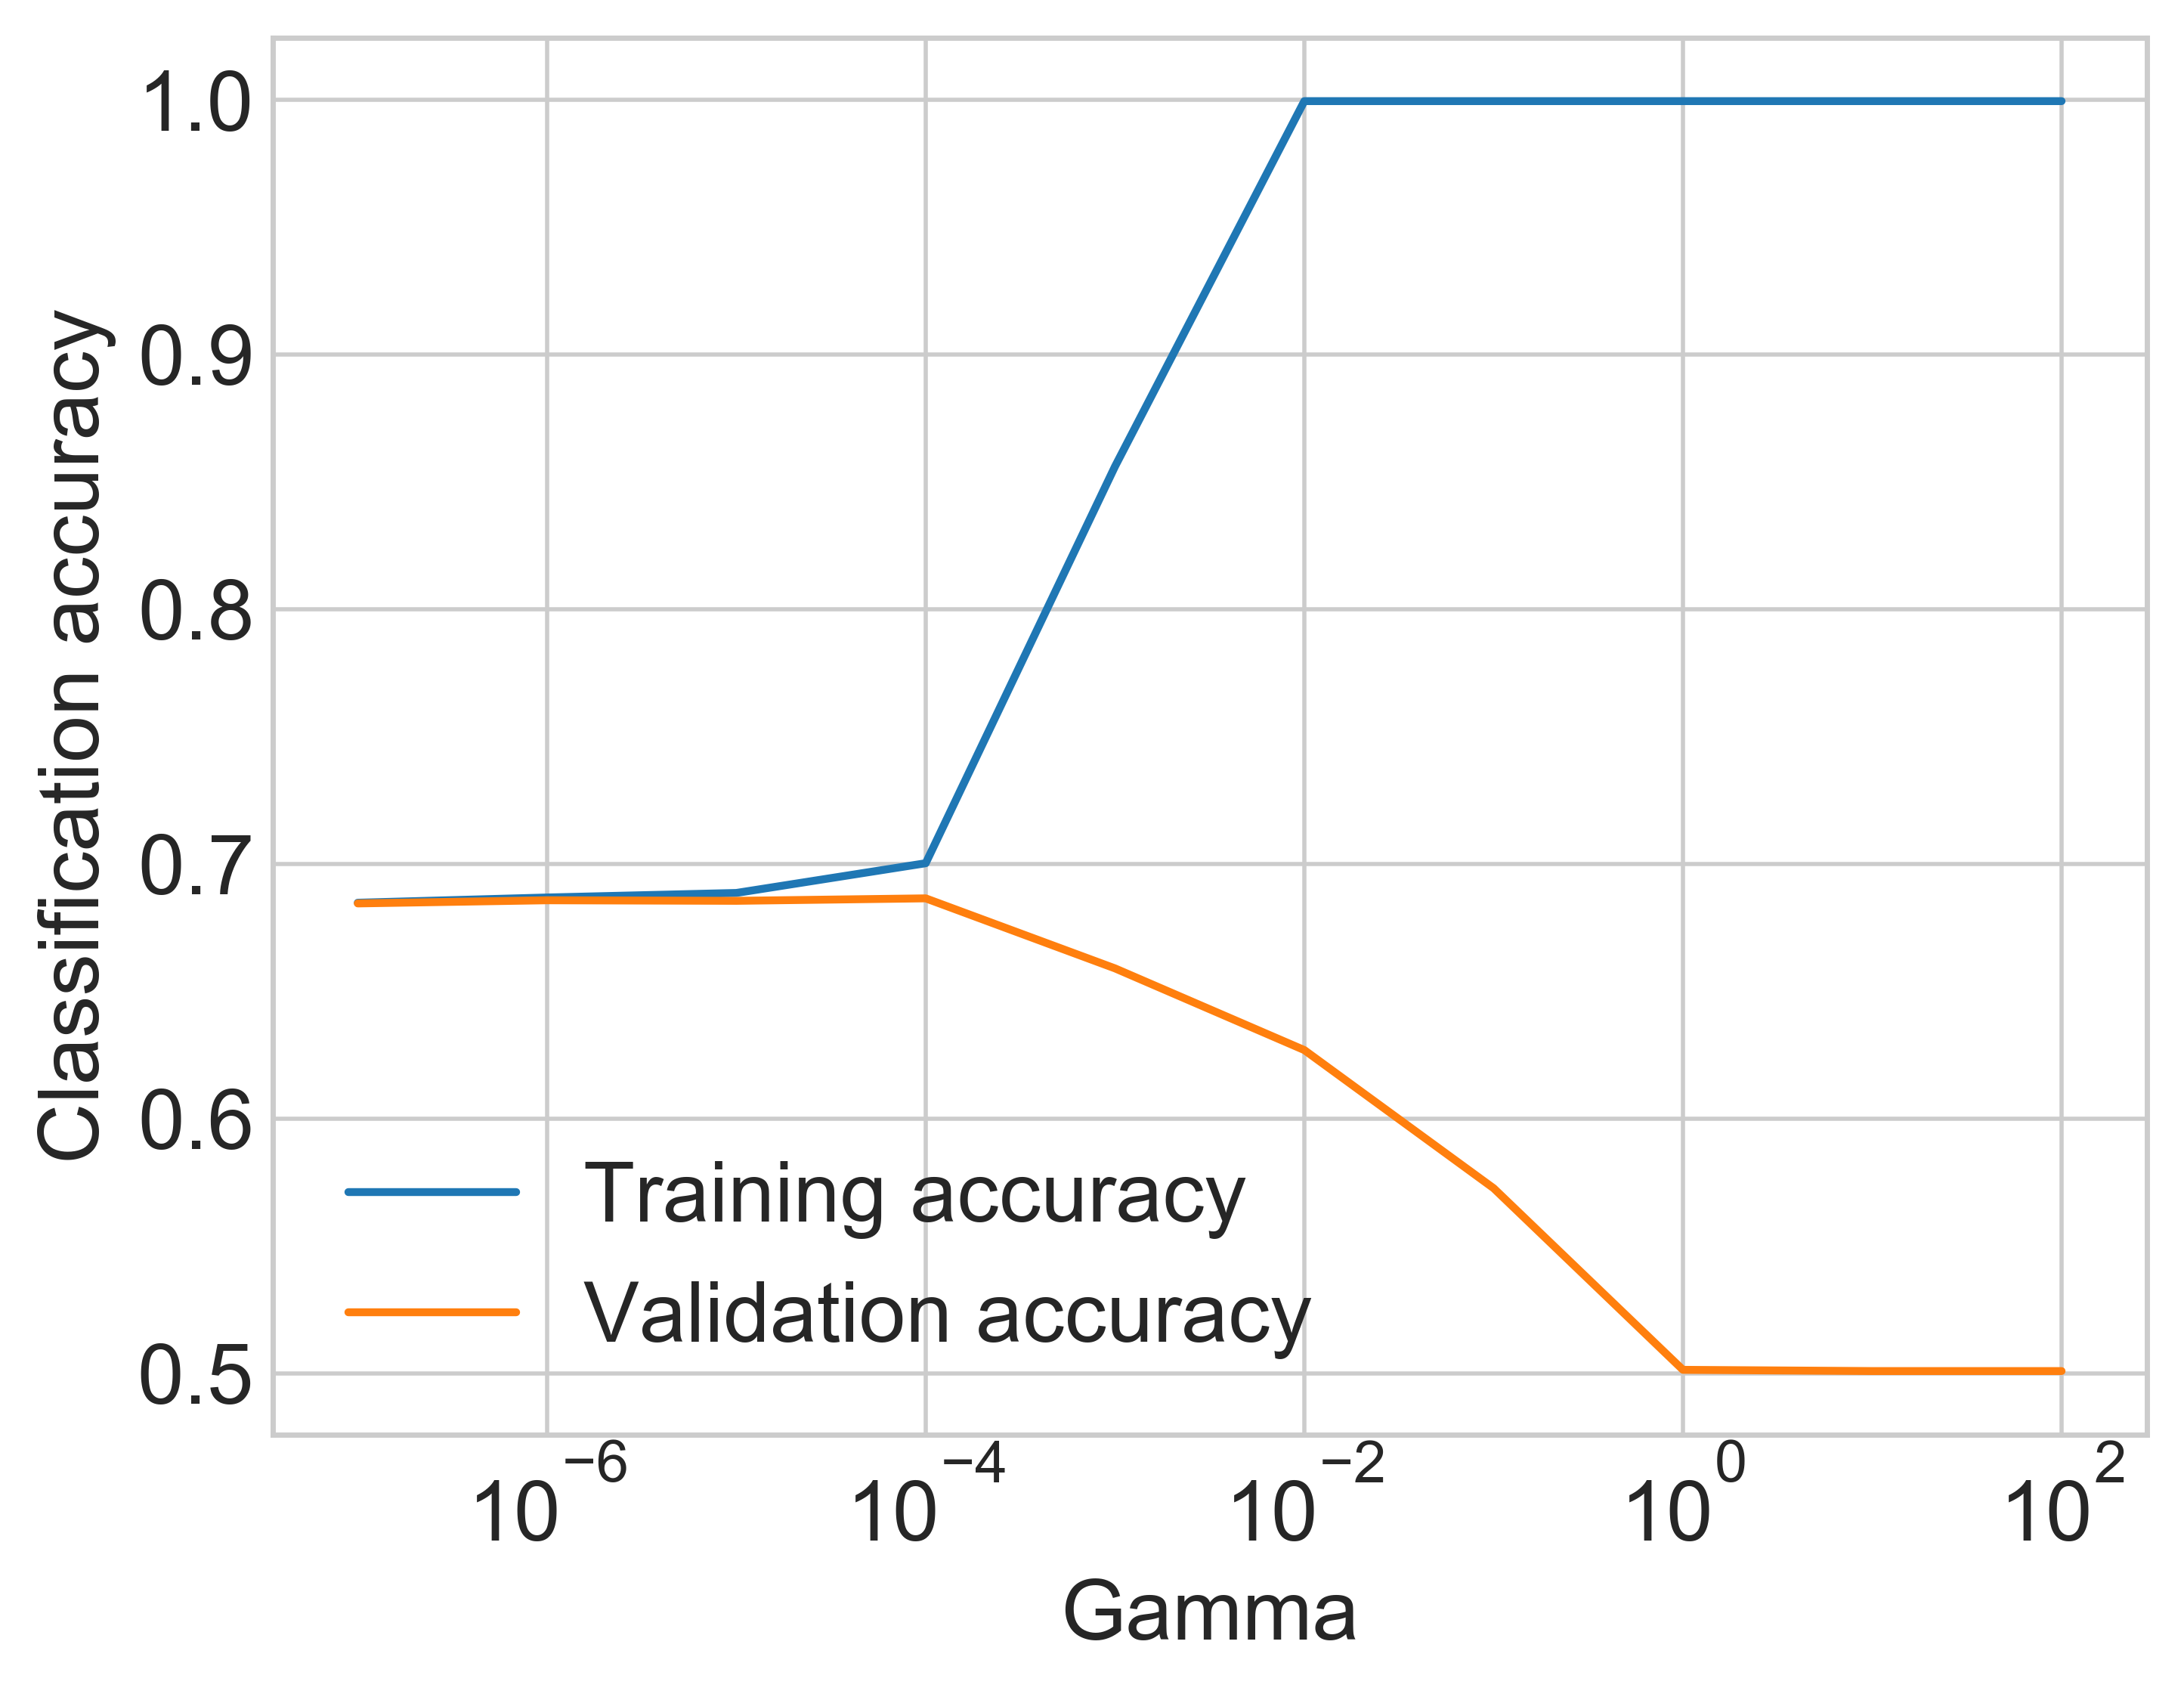 1.0
0.9
0.8
0.7
0.6
0.5
Classification accuracy
Training accuracy
Validation accuracy
10⁻⁶ 10⁻⁴ 10⁻² 10⁰ 10²
Gamma